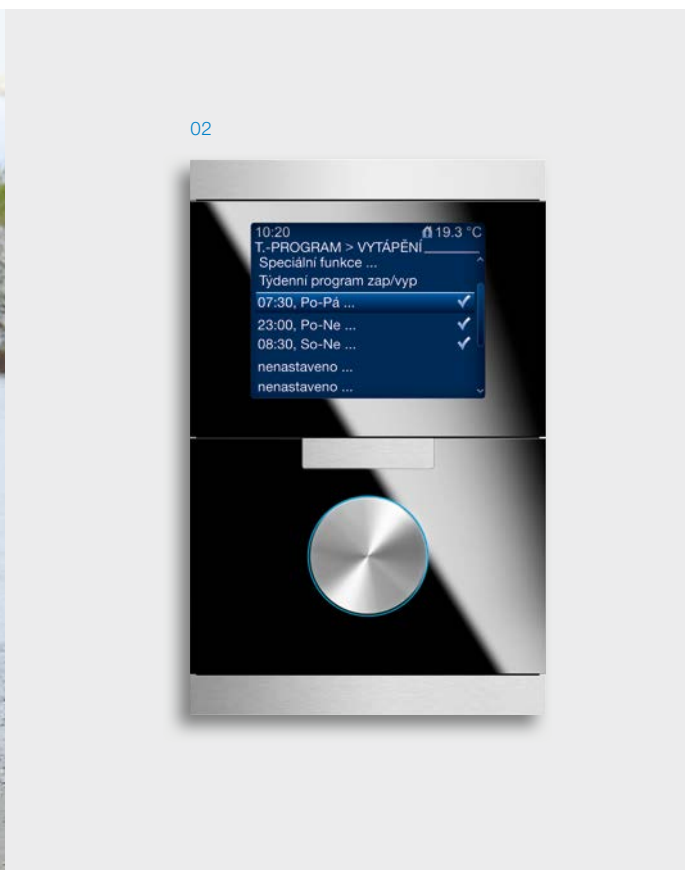 02
10:20 19.3 °C
T.-PROGRAM > VYTÁPĚNÍ
Speciální funkce ...
Týdenní program zap/vyp
07:30, Po-Pá ...
23:00, Po-Ne ...
08:30, So-Ne ...
nenastaveno ...
nenastaveno ...